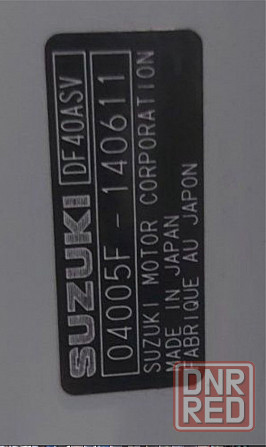 SUZUKI DF40ASV
04005F - 140611
SUZUKI MOTOR CORPORATION
MADE IN JAPAN
FABRIQUE AU JAPON
DNR
RED